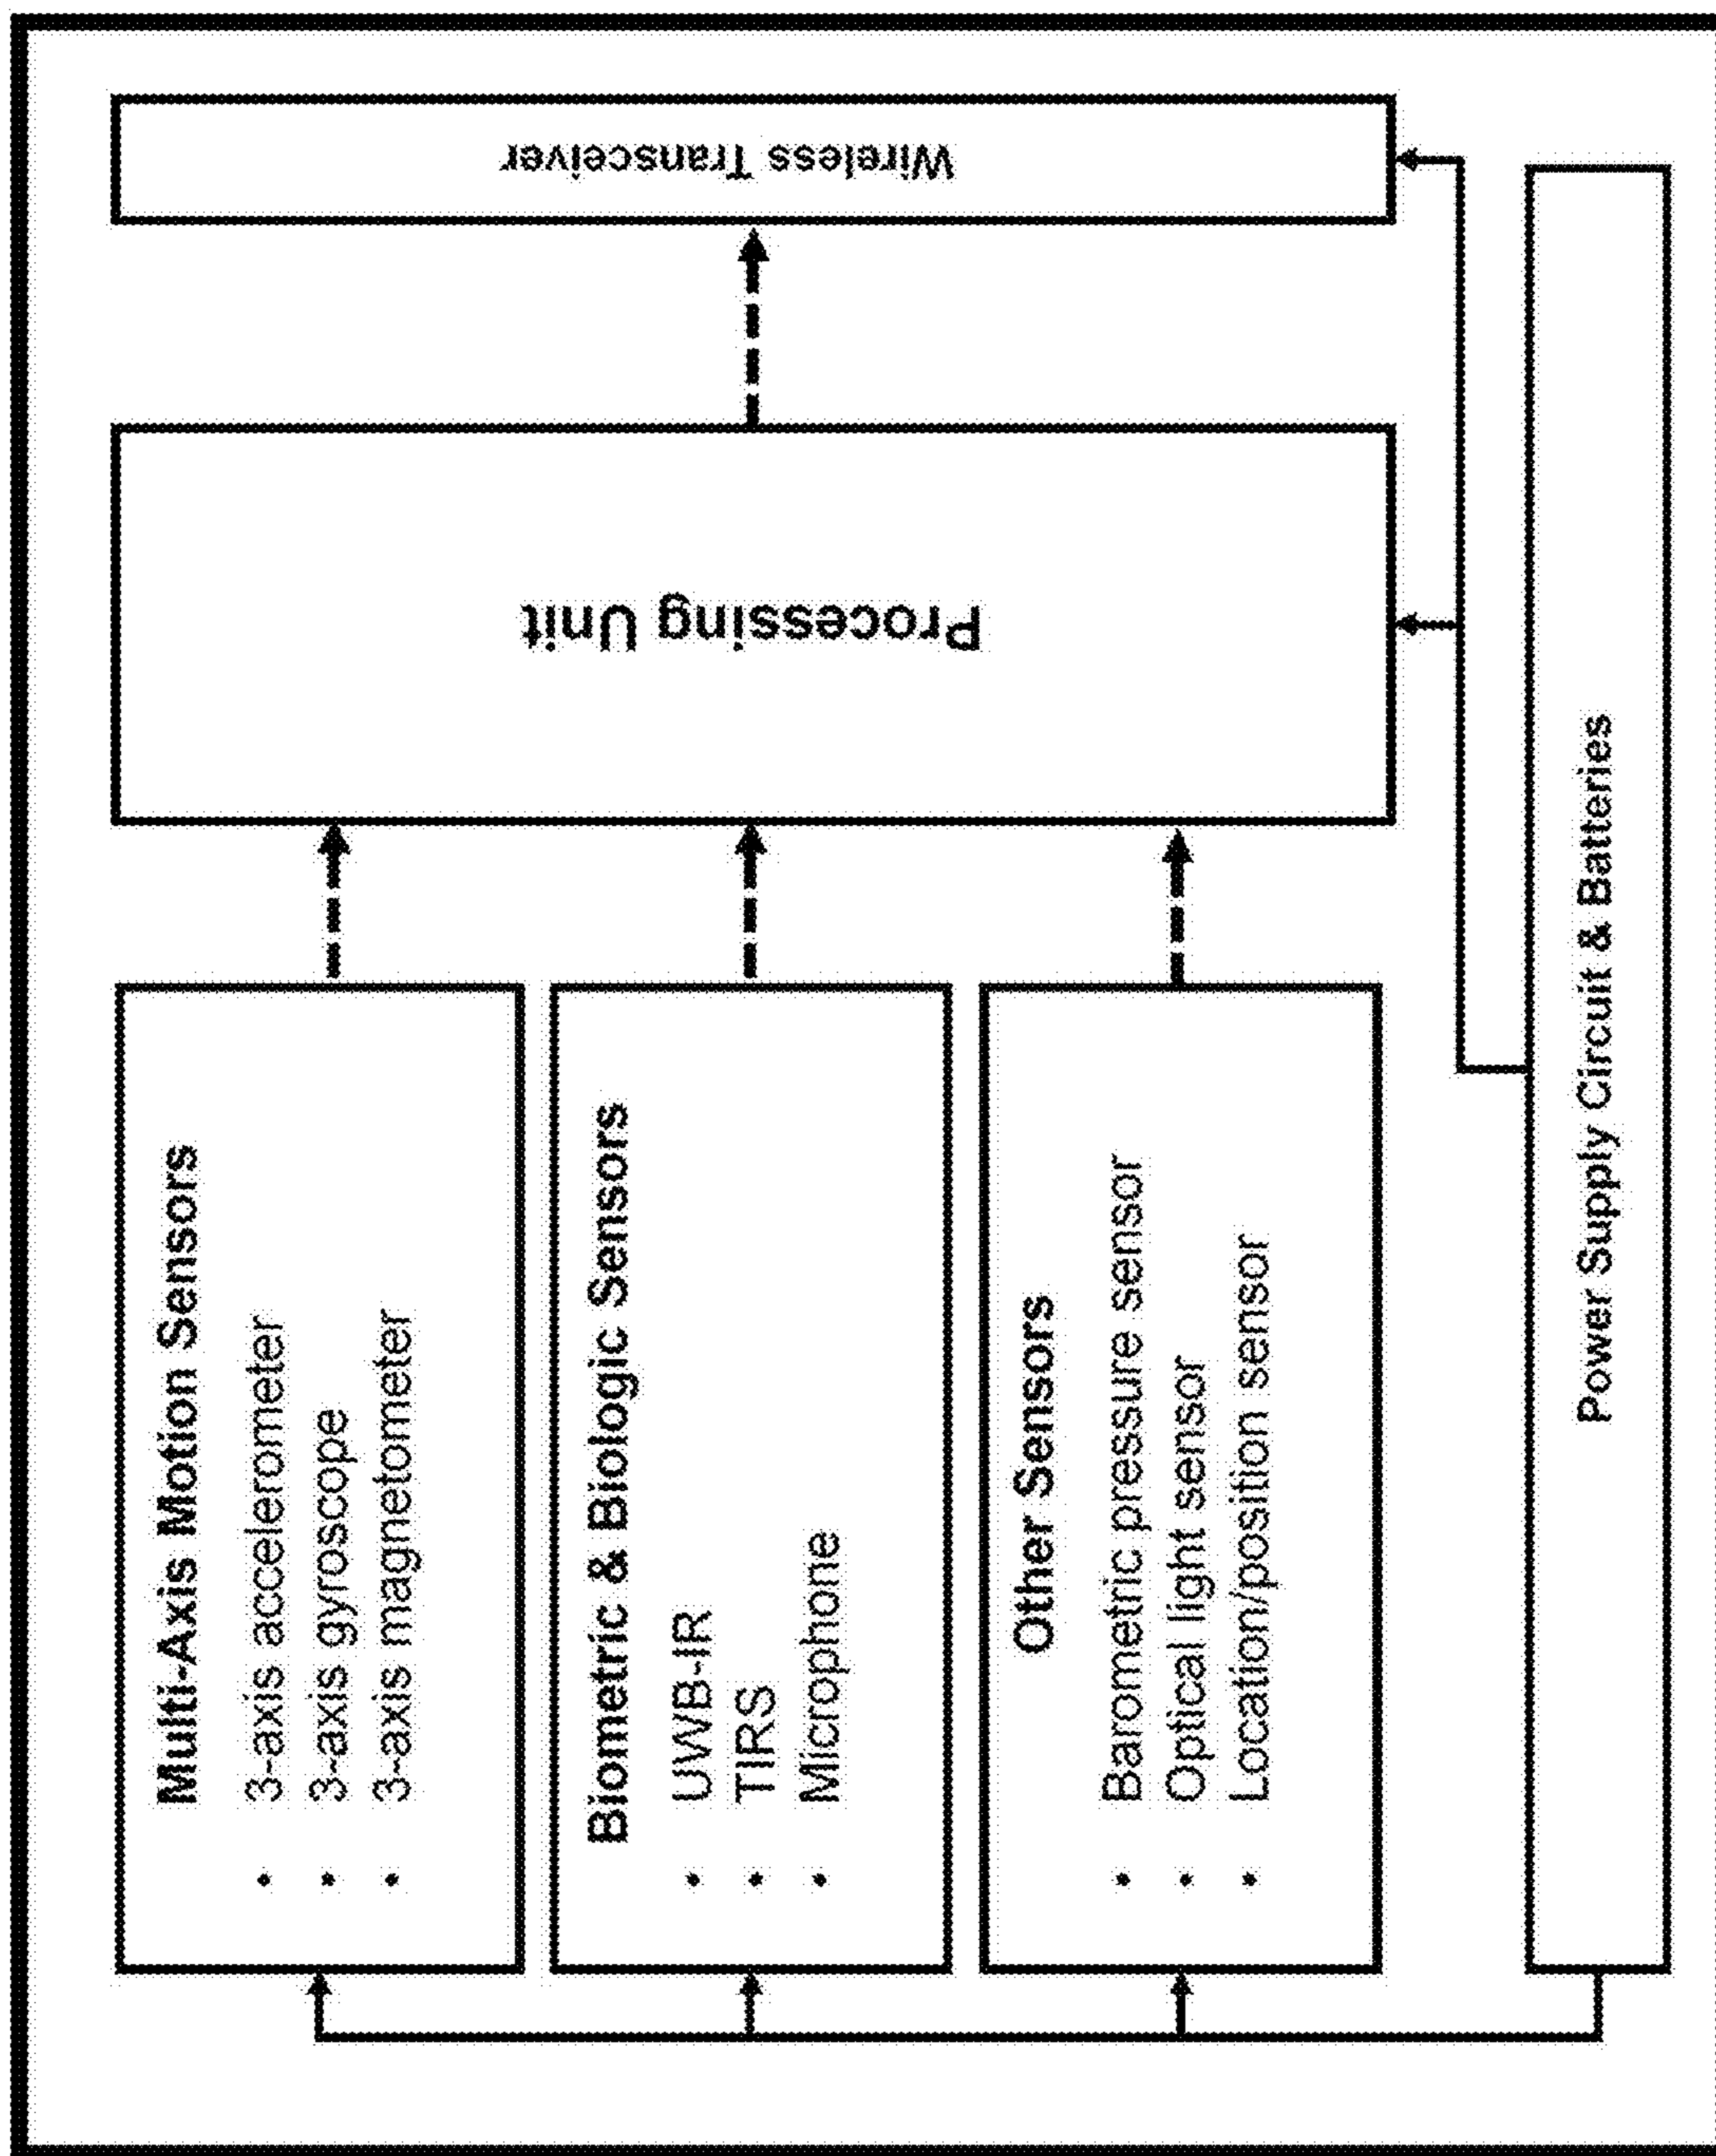 Multi-Axis Motion Sensors
• 3-axis accelerometer
• 3-axis gyroscope
• 3-axis magnetometer
Biometric & Biologic Sensors
• UWB-IR
• TIRS
• Microphone
Other Sensors
• Barometric pressure sensor
• Optical light sensor
• Location/position sensor
Processing Unit
Wireless Transceiver
Power Supply Circuit & Batteries